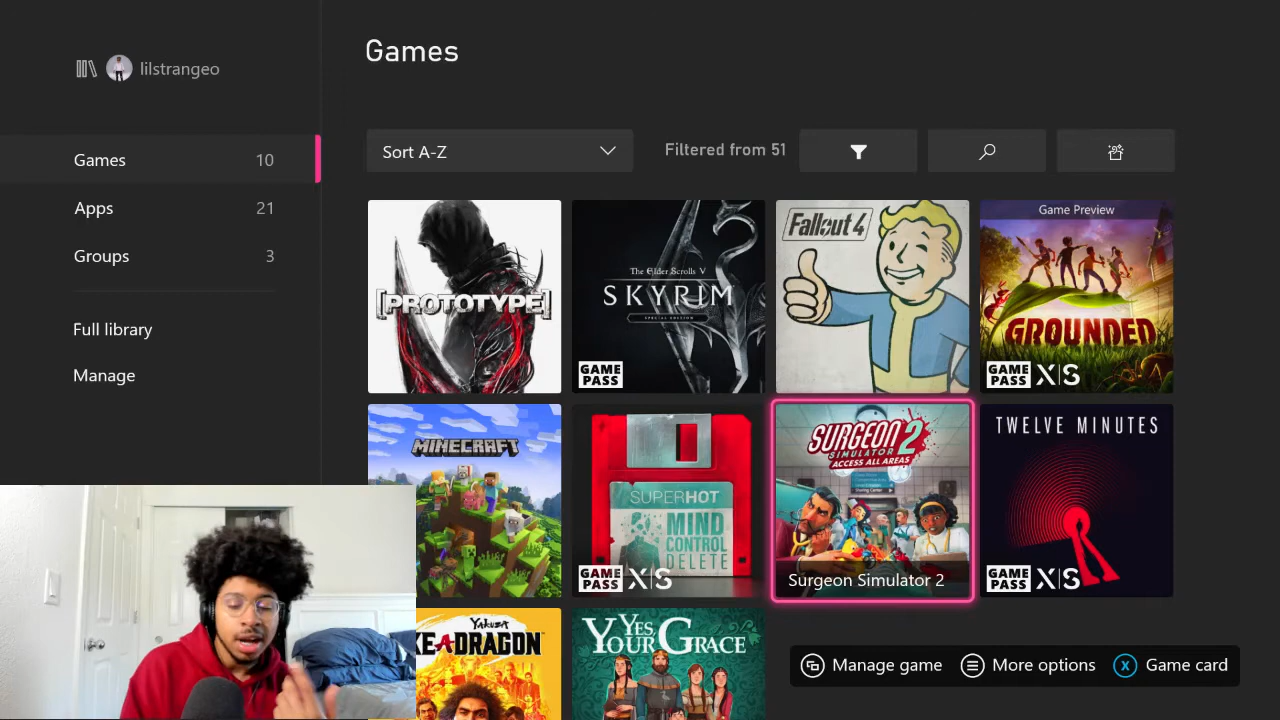 Games
lilstrangeo
Games 10
Apps 21
Groups 3
Full library
Manage
Sort A-Z
Filtered from 51
[PROTOTYPE]
The Elder Scrolls V
SKYRIM
SPECIAL EDITION
GAME PASS
Fallout 4
Game Preview
GROUNDED
GAME PASS X|S
MINECRAFT
SUPERHOT
MIND
CONTROL
DELETE
GAME PASS X|S
SURGEON
SIMULATOR 2
ACCESS ALL AREAS
Surgeon Simulator 2
TWELVE MINUTES
GAME PASS X|S
YAKUZA
KE A DRAGON
YES,
YOUR GRACE
Manage game
More options
X Game card